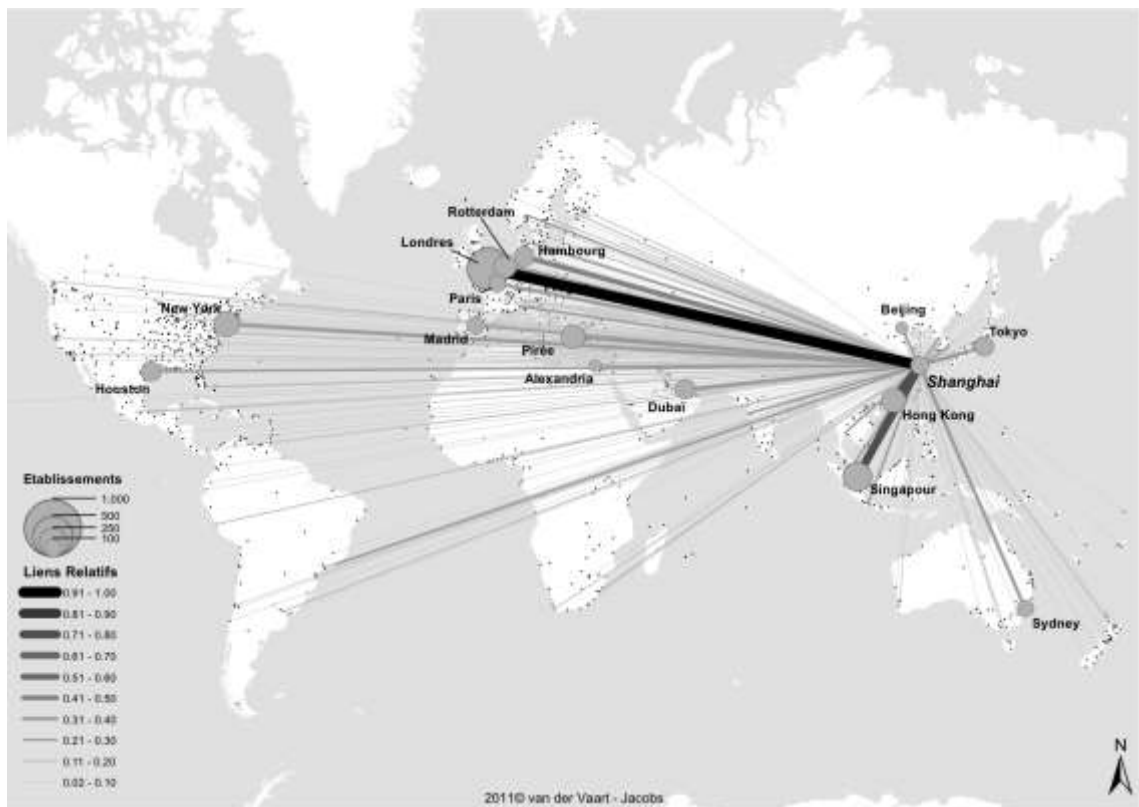 Rotterdam
Londres
Hambourg
Paris
New York
Madrid
Pirée
Houston
Alexandria
Dubaï
Beijing
Tokyo
Shanghai
Hong Kong
Singapour
Sydney
Etablissements
1.000
500
250
100
Liens Relatifs
0.91 - 1.00
0.81 - 0.90
0.71 - 0.80
0.61 - 0.70
0.51 - 0.60
0.41 - 0.50
0.31 - 0.40
0.21 - 0.30
0.11 - 0.20
0.02 - 0.10
N
2011© van der Vaart - Jacobs